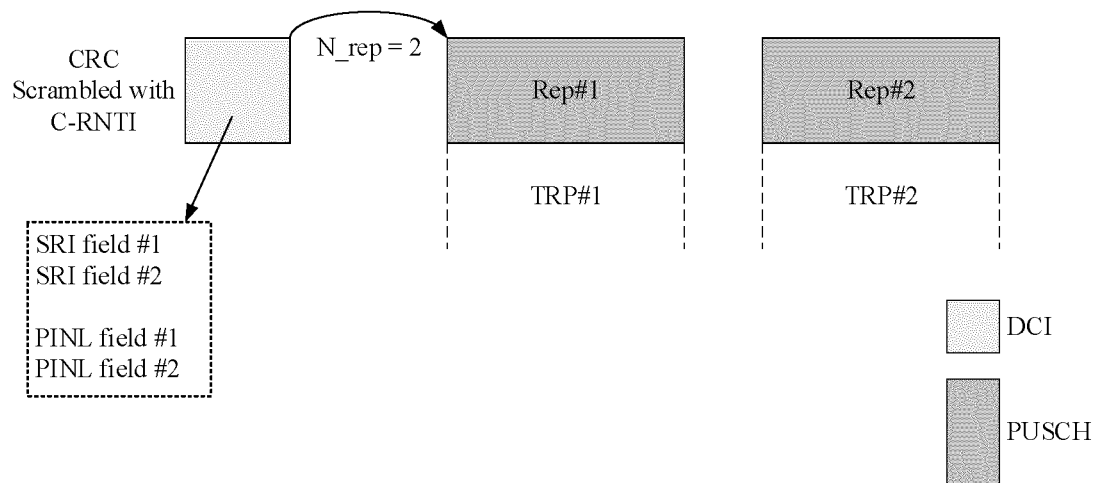 CRC
Scrambled with
C-RNTI
N_rep = 2
Rep#1
Rep#2
TRP#1
TRP#2
SRI field #1
SRI field #2
PINL field #1
PINL field #2
DCI
PUSCH